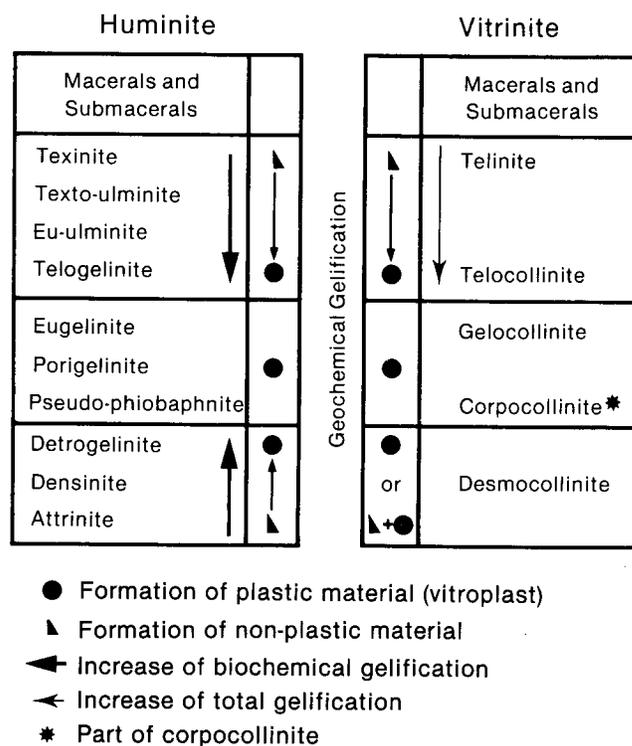 Huminite
Macerals and
Submacerals
Texinite
Texto-ulminite
Eu-ulminite
Telogelinite
Eugelinite
Porigelinite
Pseudo-phiobaphnite
Detrogelinite
Densinite
Attrinite
Geochemical Gelification
Vitrinite
Macerals and
Submacerals
Telinite
Telocollinite
Gelocollinite
Corpocollinite*
or
+
Desmocollinite
Formation of plastic material (vitroplast)
Formation of non-plastic material
Increase of biochemical gelification
Increase of total gelification
* Part of corpocollinite